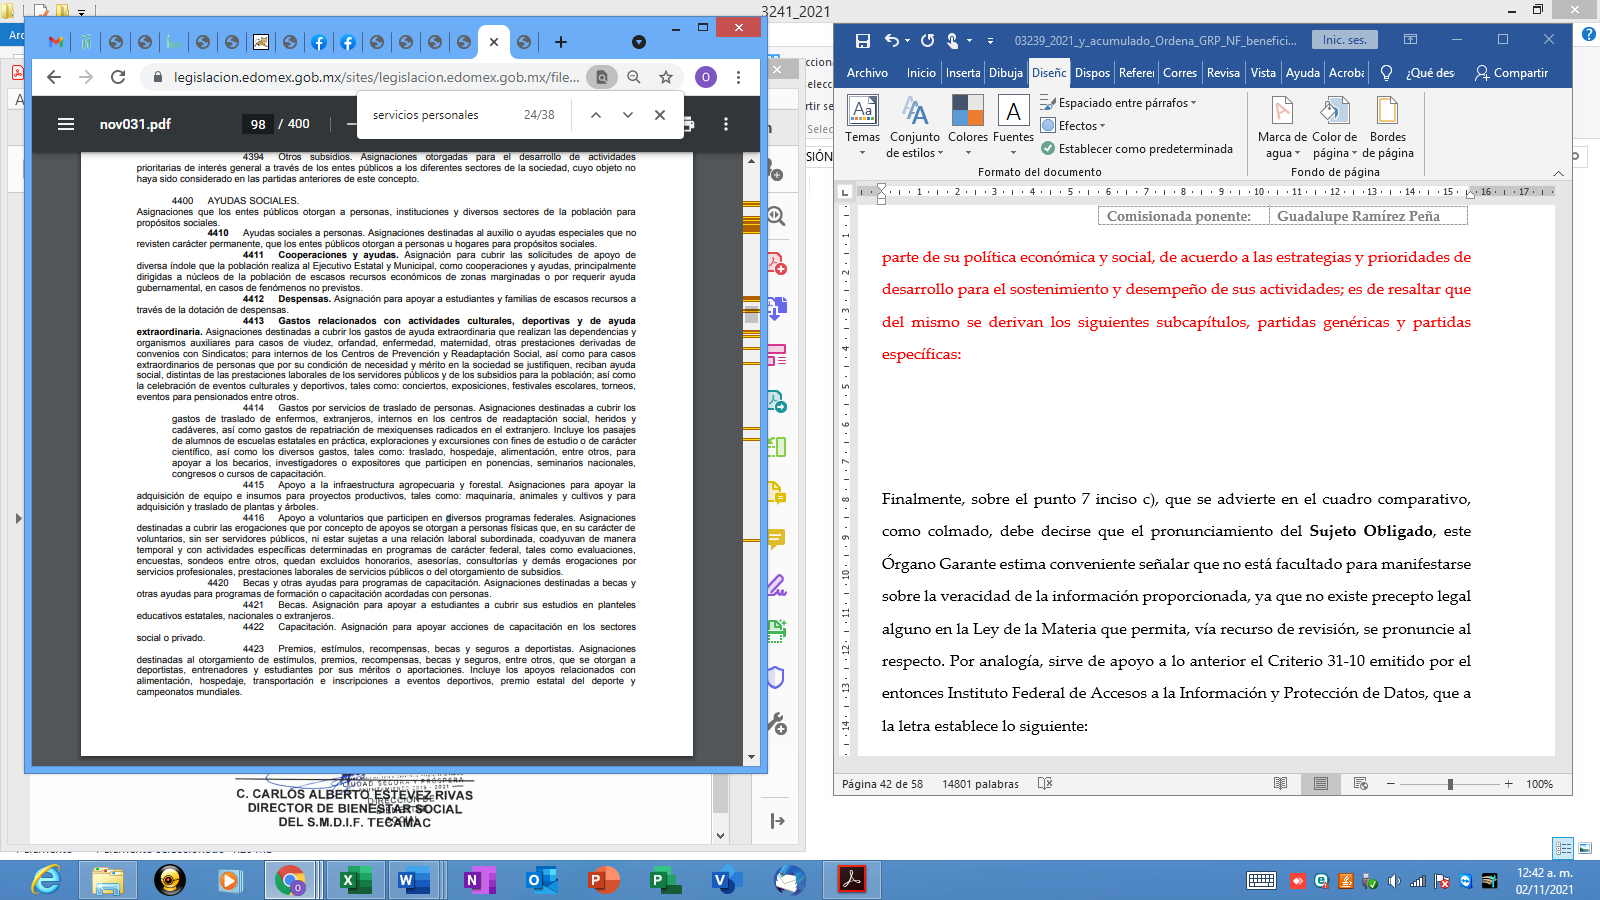 3241_2021
legislacion.edomex.gob.mx/sites/legislacion.edomex.gob.mx/file...
servicios personales 24/38
nov031.pdf 98 / 400
4394 Otros subsidios. Asignaciones otorgadas para el desarrollo de actividades
prioritarias de interés general a través de los entes públicos a los diferentes sectores de la sociedad, cuyo objeto no
haya sido considerado en las partidas anteriores de este concepto.
4400 AYUDAS SOCIALES.
Asignaciones que los entes públicos otorgan a personas, instituciones y diversos sectores de la población para
propósitos sociales.
4410 Ayudas sociales a personas. Asignaciones destinadas al auxilio o ayudas especiales que no
revisten carácter permanente, que los entes públicos otorgan a personas u hogares para propósitos sociales.
4411 Cooperaciones y ayudas. Asignación para cubrir las solicitudes de apoyo de
diversa índole que la población realiza al Ejecutivo Estatal y Municipal, como cooperaciones y ayudas, principalmente
dirigidas a núcleos de la población de escasos recursos económicos de zonas marginadas o por requerir ayuda
gubernamental, en casos de fenómenos no previstos.
4412 Despensas. Asignación para apoyar a estudiantes y familias de escasos recursos a
través de la dotación de despensas.
4413 Gastos relacionados con actividades culturales, deportivas y de ayuda
extraordinaria. Asignaciones destinadas a cubrir los gastos de ayuda extraordinaria que realizan las dependencias y
organismos auxiliares para casos de viudez, orfandad, enfermedad, maternidad, otras prestaciones derivadas de
convenios con Sindicatos; para internos de los Centros de Prevención y Readaptación Social, así como para casos
extraordinarios de personas que por su condición de necesidad y mérito en la sociedad se justifiquen, reciban ayuda
social, distintas de las prestaciones laborales de los servidores públicos y de los subsidios para la población; así como
la celebración de eventos culturales y deportivos, tales como: conciertos, exposiciones, festivales escolares, torneos,
eventos para pensionados entre otros.
4414 Gastos por servicios de traslado de personas. Asignaciones destinadas a cubrir los
gastos de traslado de enfermos, extranjeros, internos en los centros de readaptación social, heridos y
cadáveres, así como gastos de repatriación de mexiquenses radicados en el extranjero. Incluye los pasajes
de alumnos de escuelas estatales en práctica, exploraciones y excursiones con fines de estudio o de carácter
científico, así como los diversos gastos, tales como: traslado, hospedaje, alimentación, entre otros, para
apoyar a los becarios, investigadores o expositores que participen en ponencias, seminarios nacionales,
congresos o cursos de capacitación.
4415 Apoyo a la infraestructura agropecuaria y forestal. Asignaciones para apoyar la
adquisición de equipo e insumos para proyectos productivos, tales como: maquinaria, animales y cultivos y para
adquisición y traslado de plantas y árboles.
4416 Apoyo a voluntarios que participen en diversos programas federales. Asignaciones
destinadas a cubrir las erogaciones que por concepto de apoyos se otorgan a personas físicas que, en su carácter de
voluntarios, sin ser servidores públicos, ni estar sujetas a una relación laboral subordinada, coadyuvan de manera
temporal y con actividades específicas determinadas en programas de carácter federal, tales como evaluaciones,
encuestas, sondeos entre otros, quedan excluidos honorarios, asesorías, consultorías y demás erogaciones por
servicios profesionales, prestaciones laborales de servicios públicos o del otorgamiento de subsidios.
4420 Becas y otras ayudas para programas de capacitación. Asignaciones destinadas a becas y
otras ayudas para programas de formación o capacitación acordadas con personas.
4421 Becas. Asignación para apoyar a estudiantes a cubrir sus estudios en planteles
educativos estatales, nacionales o extranjeros.
4422 Capacitación. Asignación para apoyar acciones de capacitación en los sectores
social o privado.
4423 Premios, estímulos, recompensas, becas y seguros a deportistas. Asignaciones
destinadas al otorgamiento de estímulos, premios, recompensas, becas y seguros, entre otros, que se otorgan a
deportistas, entrenadores y estudiantes por sus méritos o aportaciones. Incluye los apoyos relacionados con
alimentación, hospedaje, transportación e inscripciones a eventos deportivos, premio estatal del deporte y
campeonatos mundiales.
C. CARLOS ALBERTO ESTEVEZ RIVAS
DIRECTOR DE BIENESTAR SOCIAL
DEL S.M.D.I.F. TECAMAC
03239_2021_y_acumulado_Ordena_GRP_NF_benefici... Inic. ses.
Archivo Inicio Inserta Dibuja Diseñc Dispos Referer Corres Revisa Vista Ayuda Acroba ¿Qué des Compartir
Temas
Conjunto de estilos
Colores
Fuentes
Espaciado entre párrafos
Efectos
Establecer como predeterminada
Marca de agua
Color de página
Bordes de página
Formato del documento
Fondo de página
Comisionada ponente: Guadalupe Ramírez Peña
parte de su política económica y social, de acuerdo a las estrategias y prioridades de
desarrollo para el sostenimiento y desempeño de sus actividades; es de resaltar que
del mismo se derivan los siguientes subcapítulos, partidas genéricas y partidas
específicas:
Finalmente, sobre el punto 7 inciso c), que se advierte en el cuadro comparativo,
como colmado, debe decirse que el pronunciamiento del Sujeto Obligado, este
Órgano Garante estima conveniente señalar que no está facultado para manifestarse
sobre la veracidad de la información proporcionada, ya que no existe precepto legal
alguno en la Ley de la Materia que permita, vía recurso de revisión, se pronuncie al
respecto. Por analogía, sirve de apoyo a lo anterior el Criterio 31-10 emitido por el
entonces Instituto Federal de Accesos a la Información y Protección de Datos, que a
la letra establece lo siguiente:
Página 42 de 58 14801 palabras 100%
12:42 a. m.
02/11/2021